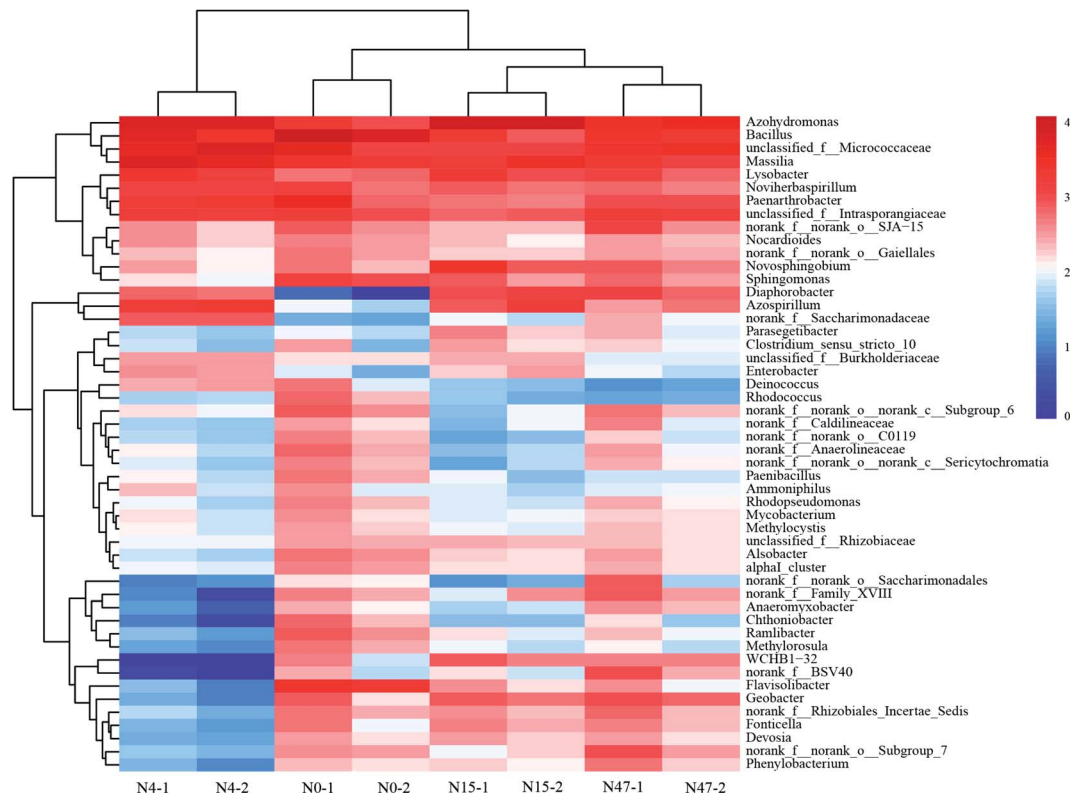 Azohydromonas
Bacillus
unclassified_f__Micrococcaceae
Massilia
Lysobacter
Noviherbaspirillum
Paenarthrobacter
unclassified_f__Intrasporangiaceae
norank_f__norank_o__SJA-15
Nocardioides
norank_f__norank_o__Gaiellales
Novosphingobium
Sphingomonas
Diaphorobacter
Azospirillum
norank_f__Saccharimonadaceae
Parasegetibacter
Clostridium_sensu_stricto_10
unclassified_f__Burkholderiaceae
Enterobacter
Deinococcus
Rhodococcus
norank_f__norank_o__norank_c__Subgroup_6
norank_f__Caldilineaceae
norank_f__norank_o__C0119
norank_f__Anaerolineaceae
norank_f__norank_o__norank_c__Sericytochromatia
Paenibacillus
Ammoniphilus
Rhodopseudomonas
Mycobacterium
Methylocystis
unclassified_f__Rhizobiaceae
Alsobacter
alphaI_cluster
norank_f__norank_o__Saccharimonadales
norank_f__Family_XVIII
Anaeromyxobacter
Chthoniobacter
Ramlibacter
Methylorosula
WCHB1-32
norank_f__BSV40
Flavisolibacter
Geobacter
norank_f__Rhizobiales_Incertae_Sedis
Fonticella
Devosia
norank_f__norank_o__Subgroup_7
Phenylobacterium
4
3
2
1
0
N4-1 N4-2 N0-1 N0-2 N15-1 N15-2 N47-1 N47-2